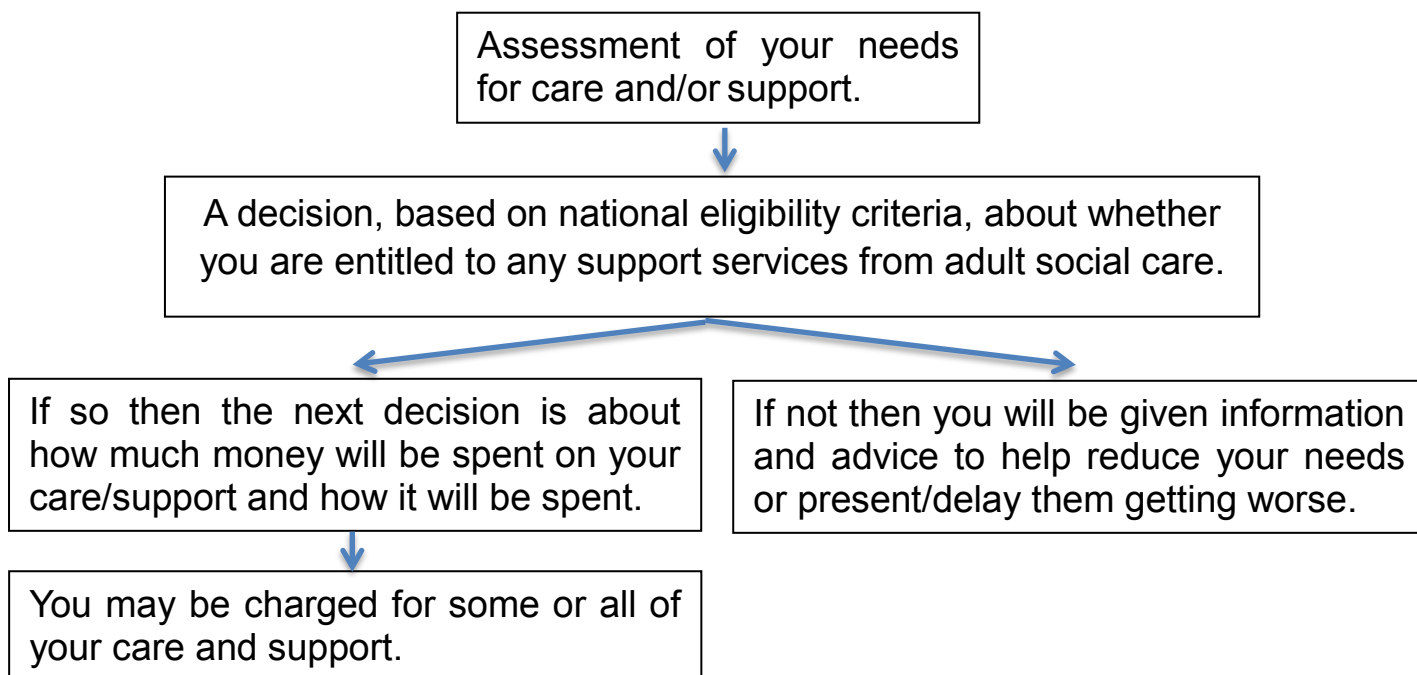 Assessment of your needs
for care and/or support.
A decision, based on national eligibility criteria, about whether
you are entitled to any support services from adult social care.
If so then the next decision is about
how much money will be spent on your
care/support and how it will be spent.
If not then you will be given information
and advice to help reduce your needs
or present/delay them getting worse.
You may be charged for some or all of
your care and support.